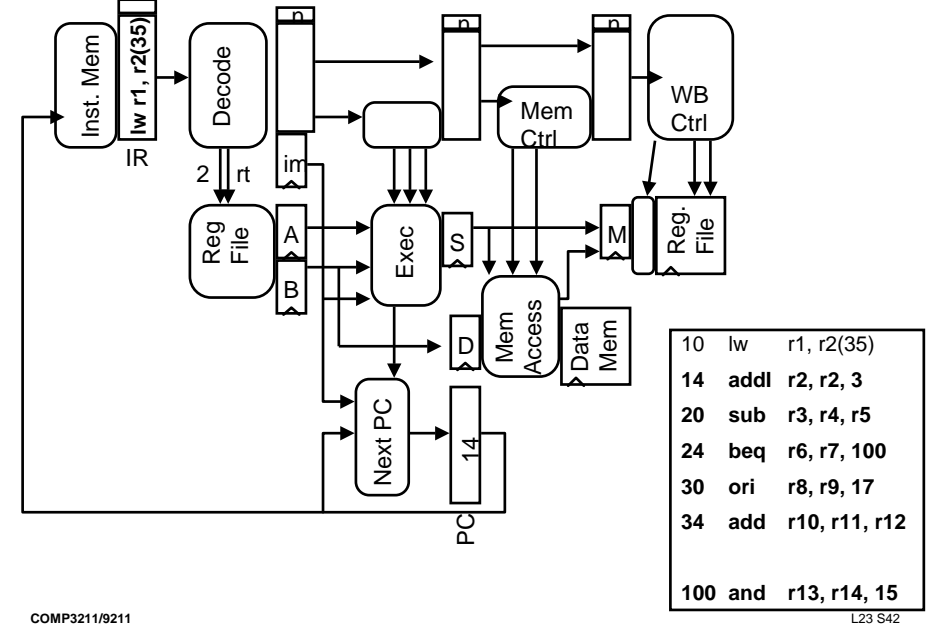 Inst. Mem
lw r1, r2(35)
IR
Decode
2 rt
n
im
Reg
File
A
B
Exec
n
S
Mem
Ctrl
D
Mem
Access
Data
Mem
n
M
WB
Ctrl
Reg.
File
Next PC
14
PC
10 lw r1, r2(35)
14 addI r2, r2, 3
20 sub r3, r4, r5
24 beq r6, r7, 100
30 ori r8, r9, 17
34 add r10, r11, r12
100 and r13, r14, 15
COMP3211/9211
L23 S42